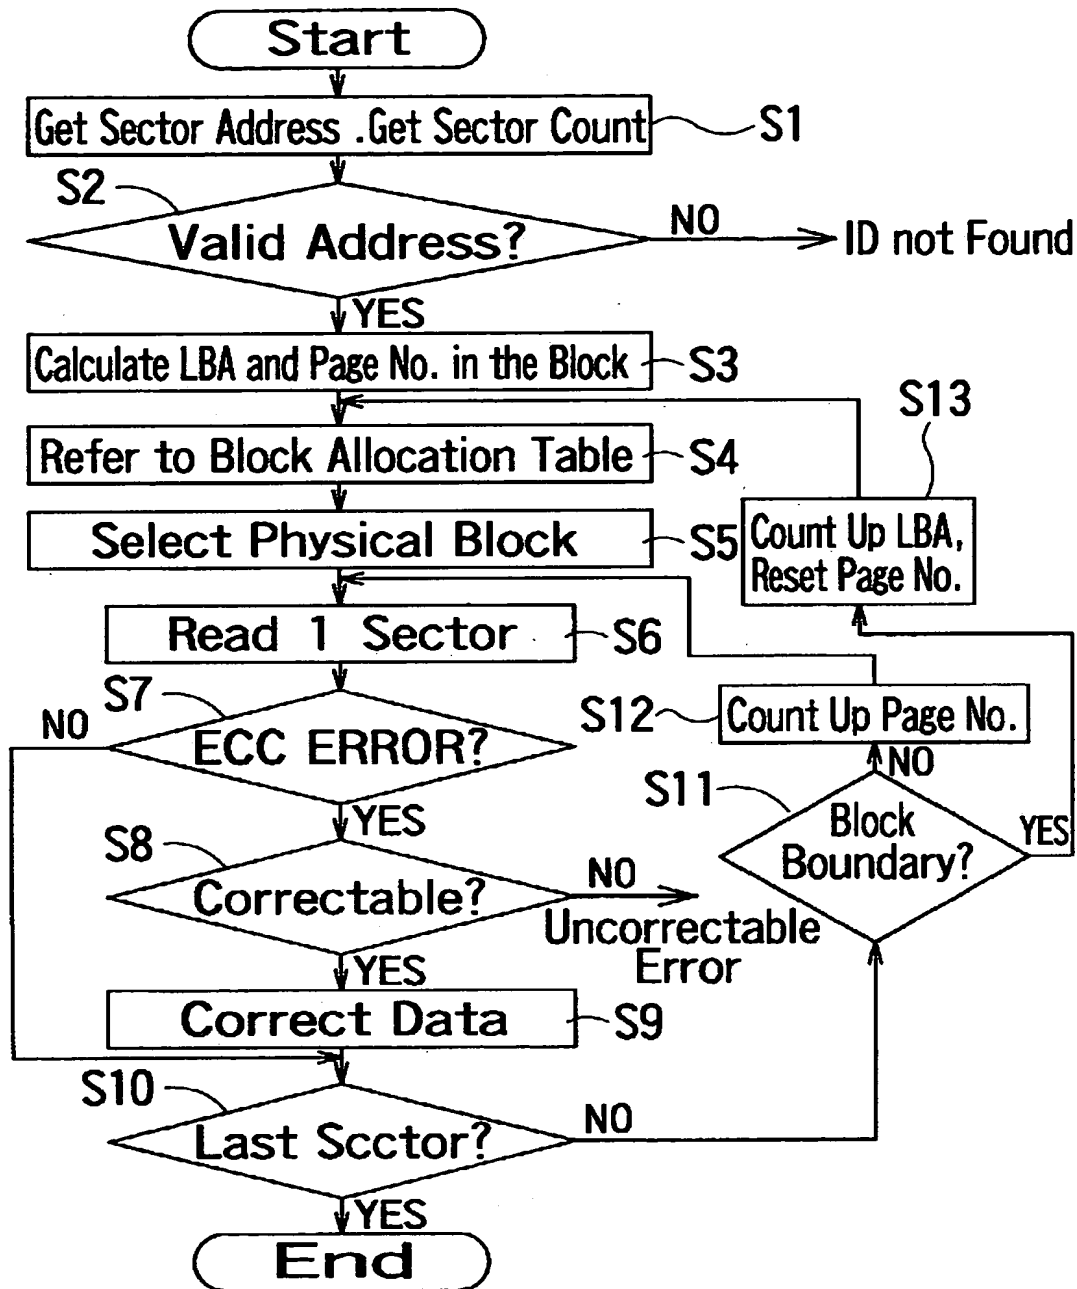 Start
Get Sector Address .Get Sector Count
S1
S2
Valid Address?
NO
ID not Found
YES
Calculate LBA and Page No. in the Block
S3
S13
Refer to Block Allocation Table
S4
Select Physical Block
S5
Count Up LBA,
Reset Page No.
Read 1 Sector
S6
S7
NO
ECC ERROR?
S12
Count Up Page No.
NO
YES
S11
Block
Boundary?
YES
S8
Correctable?
NO
Uncorrectable
Error
YES
Correct Data
S9
S10
Last Scctor?
NO
YES
End